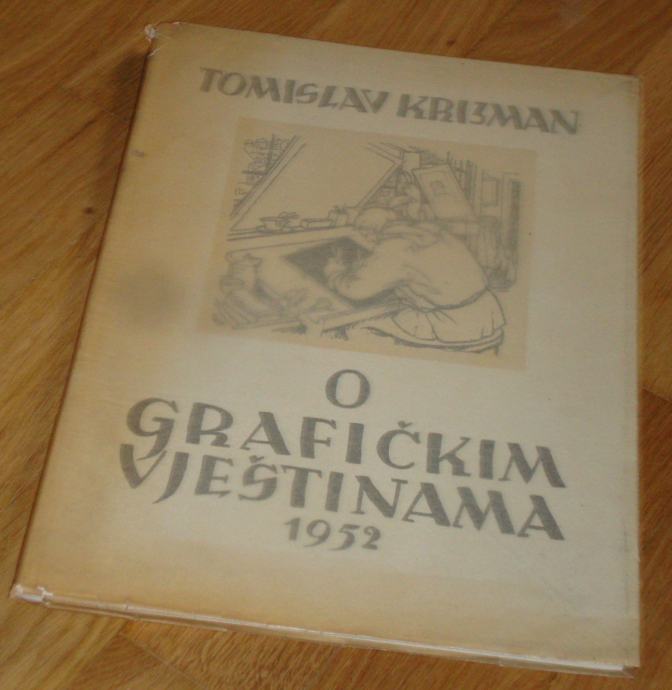 TOMISLAV KRIZMAN
O
GRAFIČKIM
VJEŠTINAMA
1952